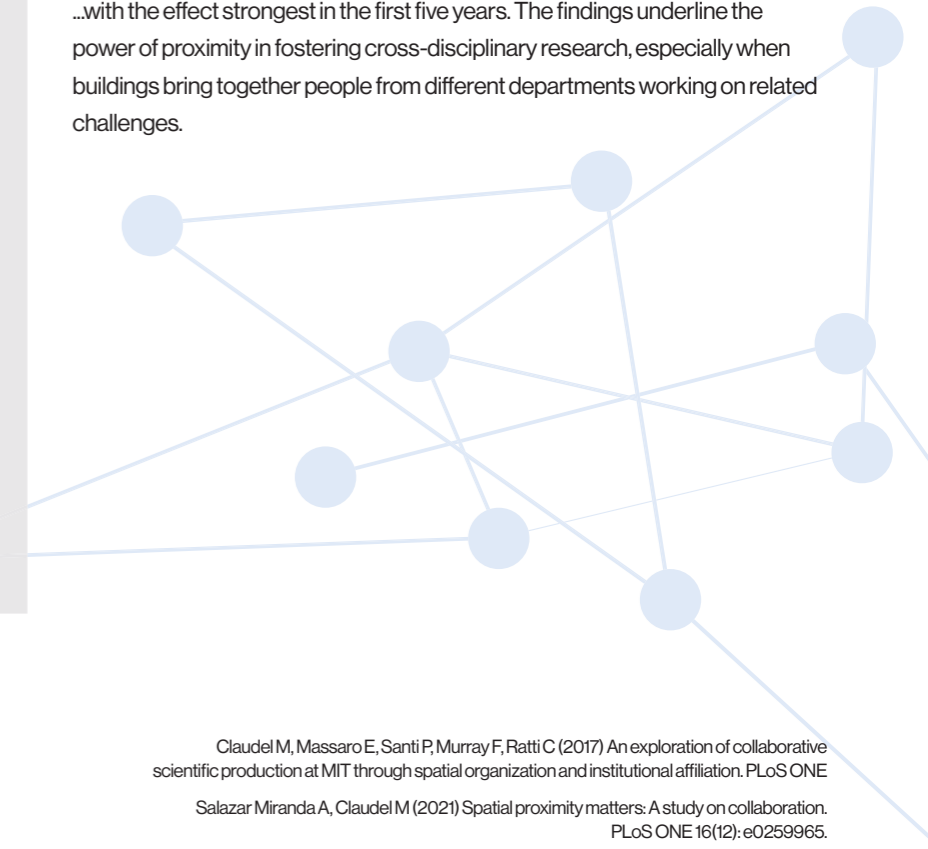 ...with the effect strongest in the first five years. The findings underline the
power of proximity in fostering cross-disciplinary research, especially when
buildings bring together people from different departments working on related
challenges.
Claudel M, Massaro E, Santi P, Murray F, Ratti C (2017) An exploration of collaborative
scientific production at MIT through spatial organization and institutional affiliation. PLoS ONE
Salazar Miranda A, Claudel M (2021) Spatial proximity matters: A study on collaboration.
PLoS ONE 16(12): e0259965.